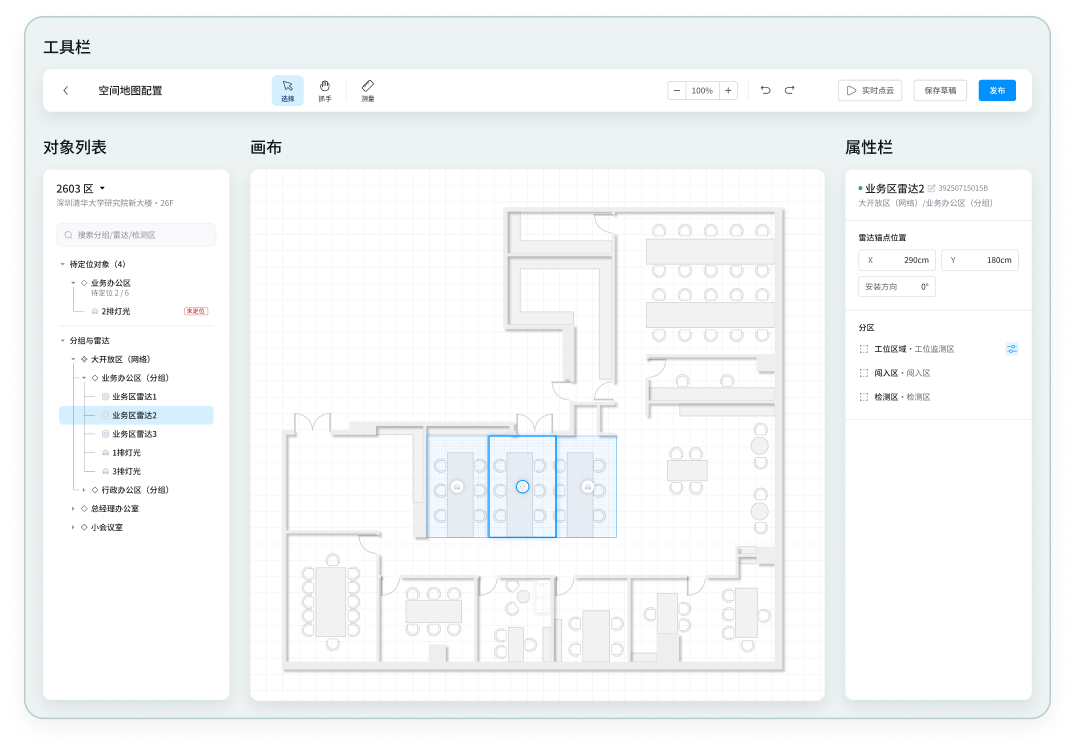 工具栏
空间地图配置
选择
抓手
测量
100%
实时点云
保存草稿
发布
对象列表
画布
属性栏
2603 区
深圳清华大学研究院新大楼・26F
搜索分组/雷达/检测区
待定位对象（4）
业务办公区
待定位 2 / 6
2排灯光
未定位
分组与雷达
大开放区（网络）
业务办公区（分组）
业务区雷达1
业务区雷达2
业务区雷达3
1排灯光
3排灯光
行政办公区（分组）
总经理办公室
小会议室
业务区雷达2 39250715015B
大开放区（网络）/业务办公区（分组）
雷达锚点位置
X 290cm
Y 180cm
安装方向 0°
分区
工位区域・工位监测区
闯入区・闯入区
检测区・检测区